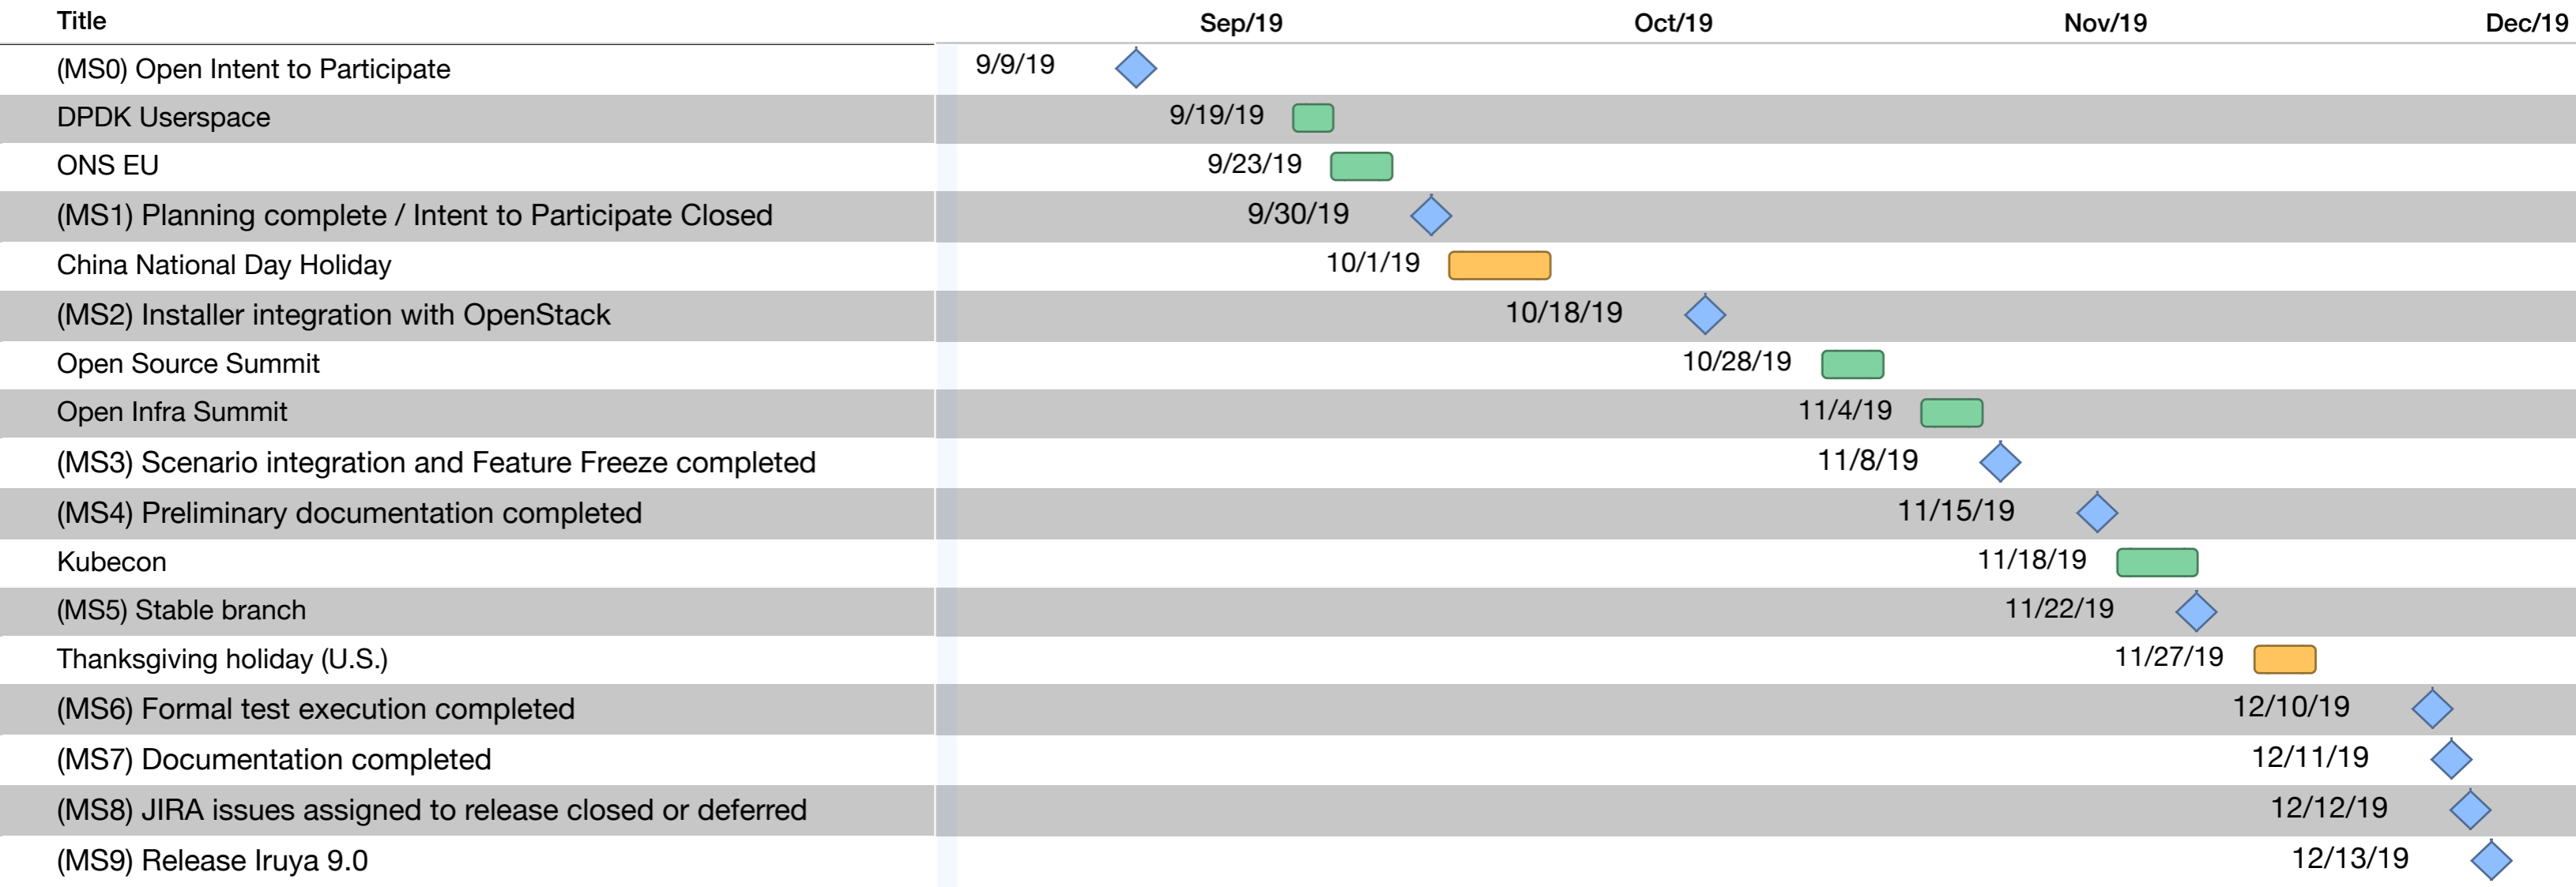 Title Sep/19 Oct/19 Nov/19 Dec/19
(MS0) Open Intent to Participate 9/9/19
DPDK Userspace 9/19/19
ONS EU 9/23/19
(MS1) Planning complete / Intent to Participate Closed 9/30/19
China National Day Holiday 10/1/19
(MS2) Installer integration with OpenStack 10/18/19
Open Source Summit 10/28/19
Open Infra Summit 11/4/19
(MS3) Scenario integration and Feature Freeze completed 11/8/19
(MS4) Preliminary documentation completed 11/15/19
Kubecon 11/18/19
(MS5) Stable branch 11/22/19
Thanksgiving holiday (U.S.) 11/27/19
(MS6) Formal test execution completed 12/10/19
(MS7) Documentation completed 12/11/19
(MS8) JIRA issues assigned to release closed or deferred 12/12/19
(MS9) Release Iruya 9.0 12/13/19